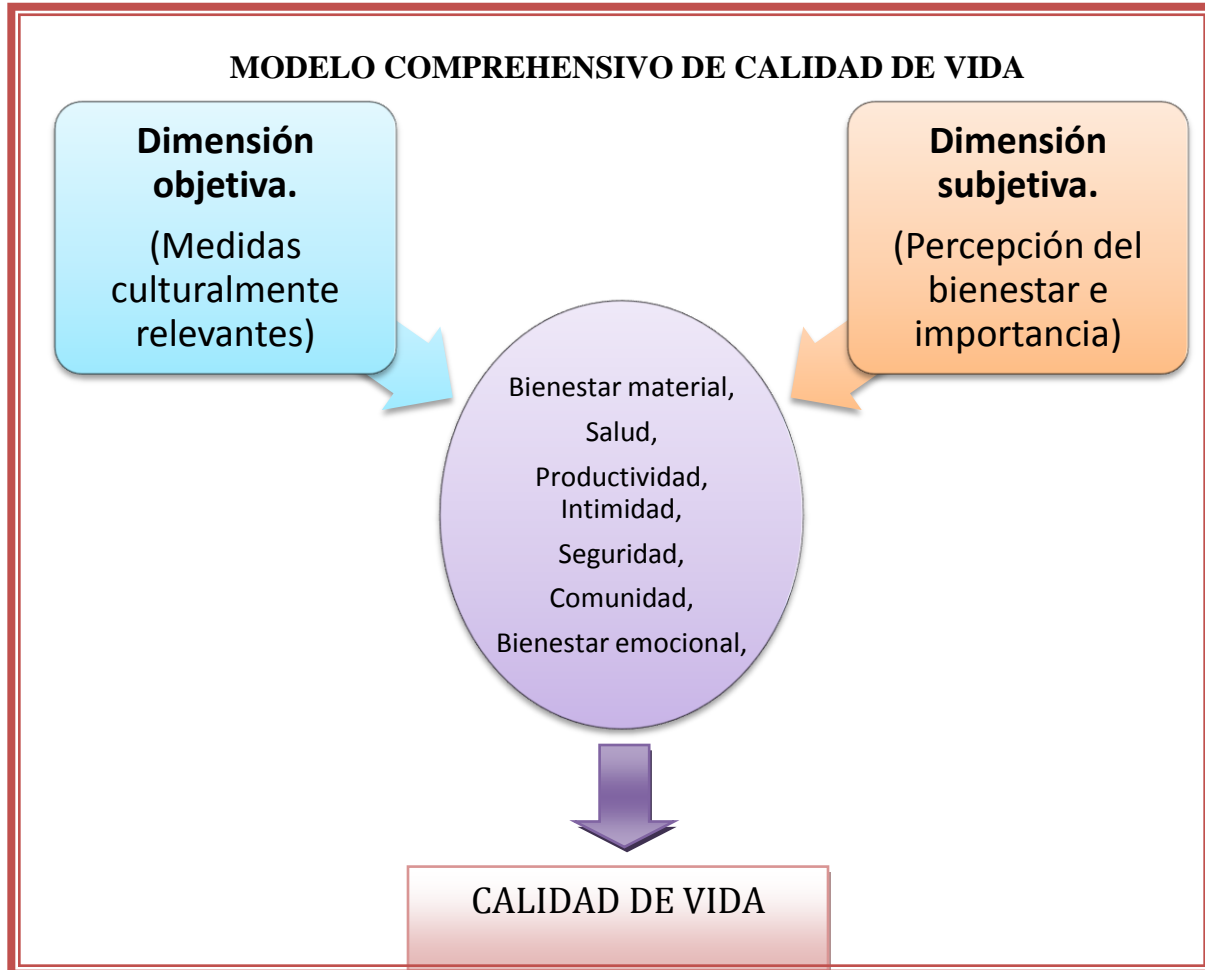 MODELO COMPREHENSIVO DE CALIDAD DE VIDA
Dimensión
objetiva.
(Medidas
culturalmente
relevantes)
Dimensión
subjetiva.
(Percepción del
bienestar e
importancia)
Bienestar material,
Salud,
Productividad,
Intimidad,
Seguridad,
Comunidad,
Bienestar emocional,
CALIDAD DE VIDA